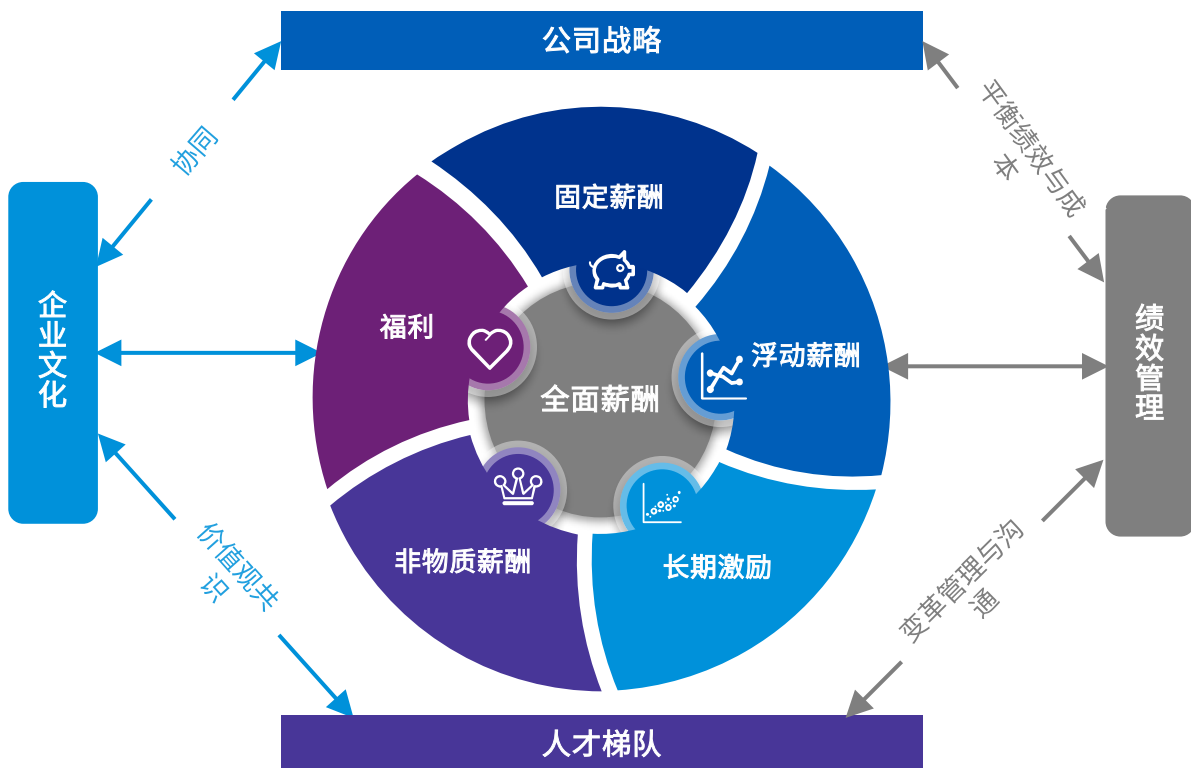 公司战略
协同
平衡绩效与成
本
固定薪酬
企业文化
福利
浮动薪酬
绩效管理
全面薪酬
非物质薪酬
长期激励
价值观共
识
变革管理与沟
通
人才梯队